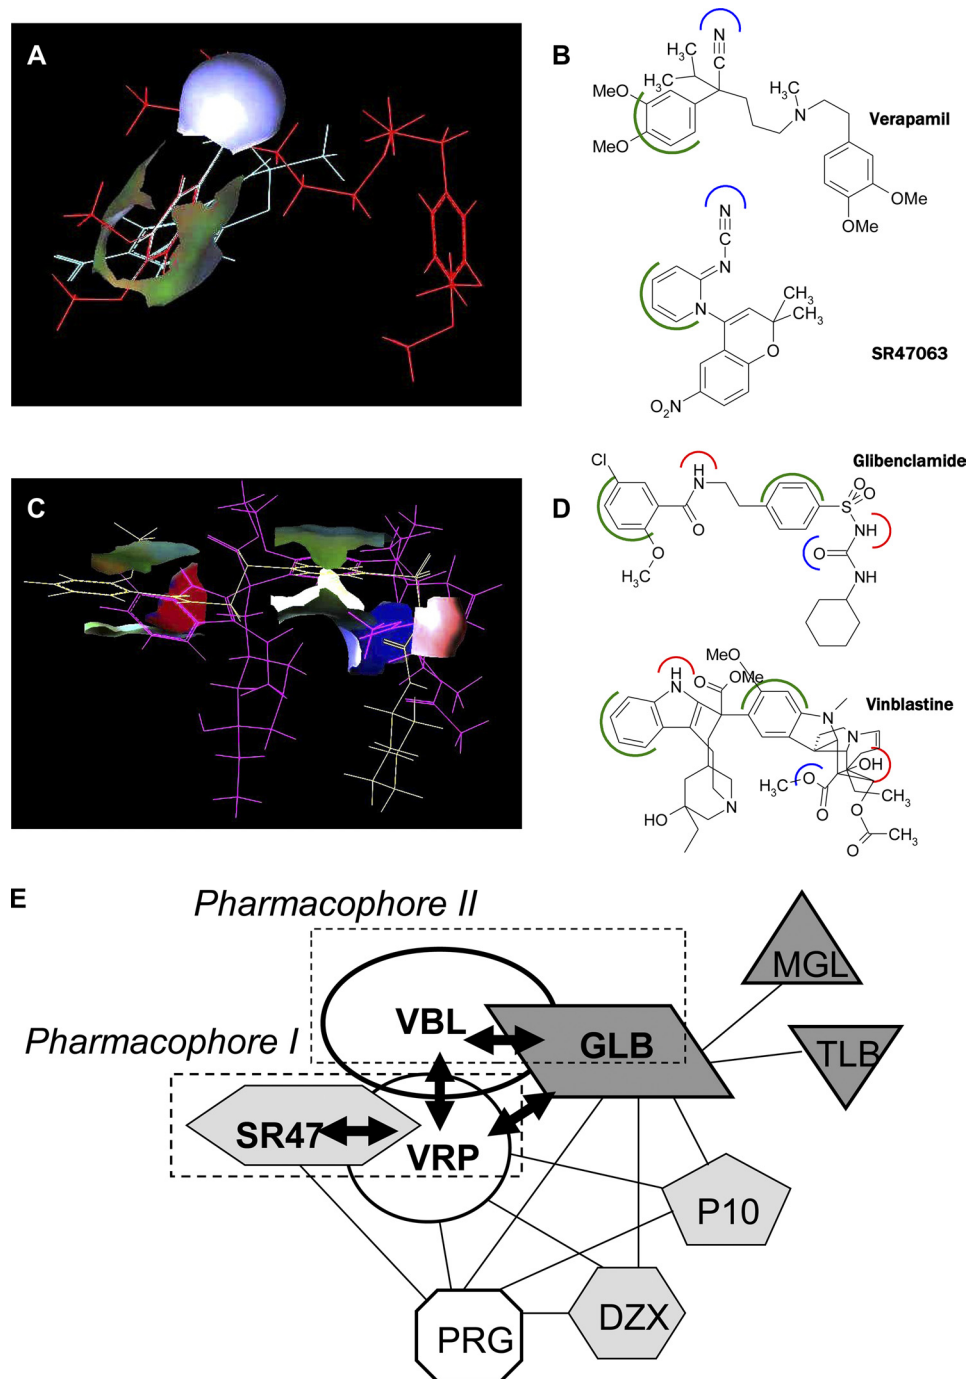 A
B
N
C
H₃C
H₃C
MeO
MeO
CH₃
N
Verapamil
OMe
OMe
N
C
N
N
CH₃
CH₃
O
O₂N
SR47063
C
D
Glibenclamide
Cl
H
N
O
O
H₃C
S
O
O
NH
O
NH
Vinblastine
MeO
H
N
O
OMe
N
N
OH
H₃C
O
O
CH₃
O
O
CH₃
N
HO
E
Pharmacophore II
Pharmacophore I
VBL
GLB
MGL
TLB
SR47
VRP
P10
PRG
DZX